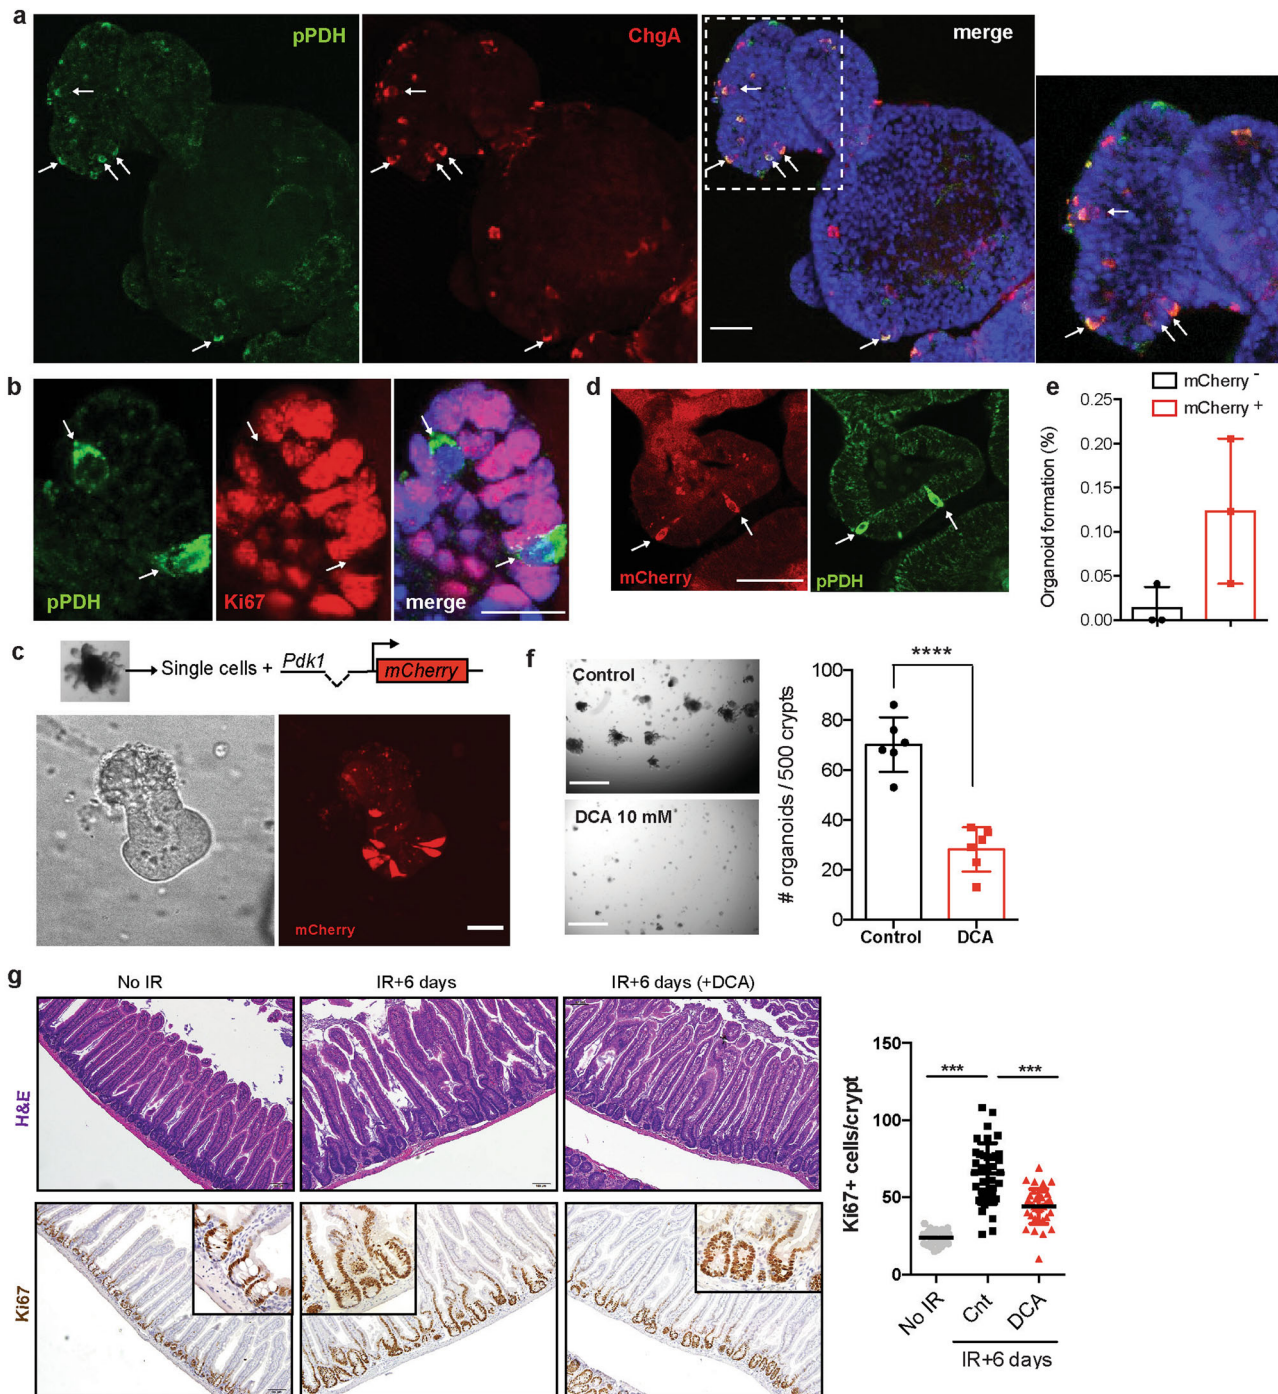 a
pPDH
ChgA
merge
b
pPDH
Ki67
merge
d
mCherry
pPDH
e
mCherry -
mCherry +
Organoid formation (%)
0.25
0.20
0.15
0.10
0.05
0.00
c
Single cells +
Pdk1
mCherry
mCherry
f
Control
DCA 10 mM
# organoids / 500 crypts
100
80
60
40
20
0
****
Control
DCA
g
No IR
IR+6 days
IR+6 days (+DCA)
H&E
Ki67
Ki67+ cells/crypt
150
100
50
0
***
***
No IR
Cnt
DCA
IR+6 days